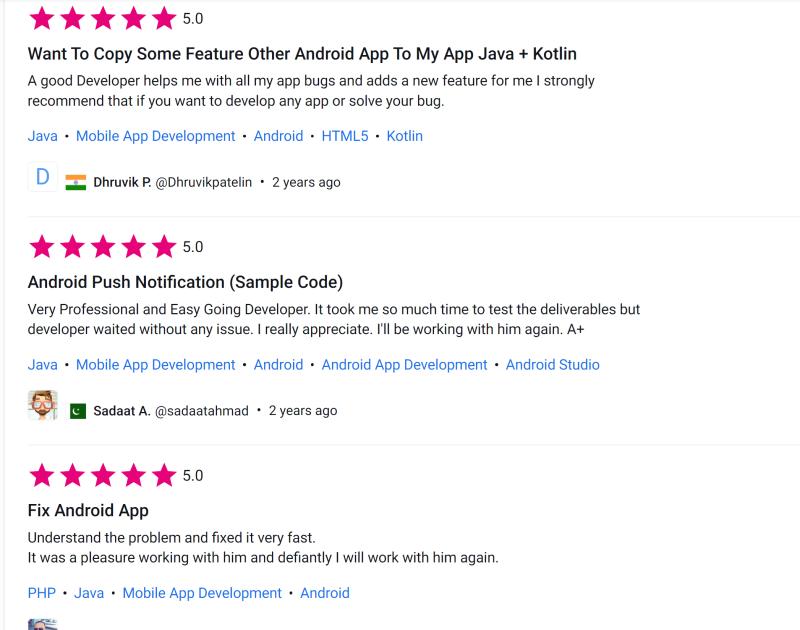 5.0
Want To Copy Some Feature Other Android App To My App Java + Kotlin
A good Developer helps me with all my app bugs and adds a new feature for me I strongly
recommend that if you want to develop any app or solve your bug.
Java • Mobile App Development • Android • HTML5 • Kotlin
D Dhruvik P. @Dhruvikpatelin • 2 years ago
5.0
Android Push Notification (Sample Code)
Very Professional and Easy Going Developer. It took me so much time to test the deliverables but
developer waited without any issue. I really appreciate. I'll be working with him again. A+
Java • Mobile App Development • Android • Android App Development • Android Studio
Sadaat A. @sadaatahmad • 2 years ago
5.0
Fix Android App
Understand the problem and fixed it very fast.
It was a pleasure working with him and defiantly I will work with him again.
PHP • Java • Mobile App Development • Android